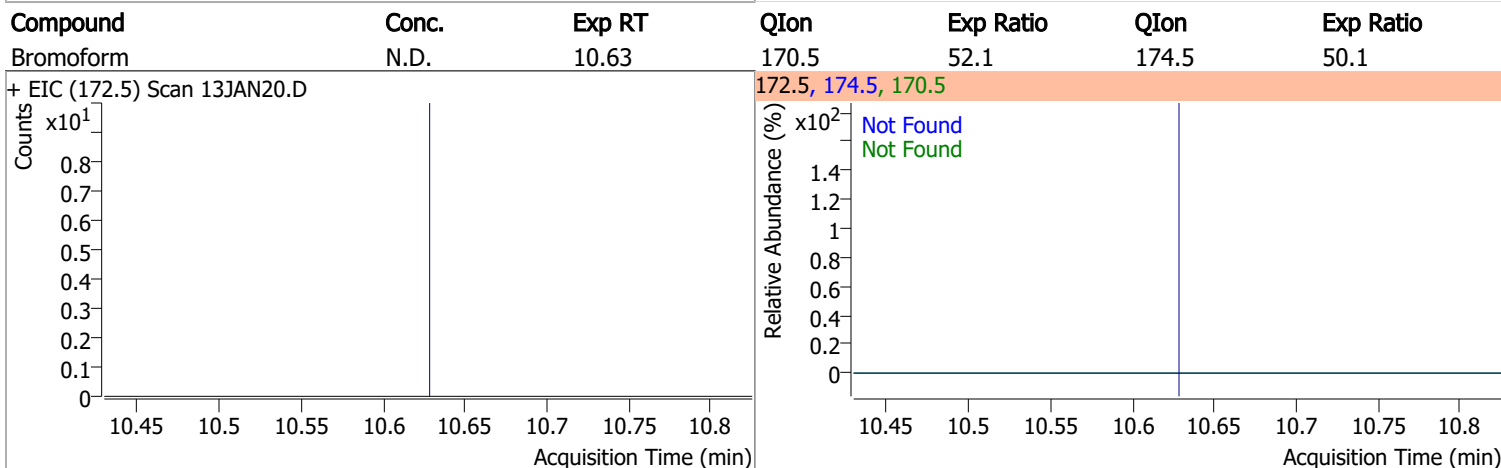 Compound Conc. Exp RT QIon Exp Ratio QIon Exp Ratio
Bromoform N.D. 10.63 170.5 52.1 174.5 50.1
+ EIC (172.5) Scan 13JAN20.D
Counts
x10¹
0.8
0.7
0.6
0.5
0.4
0.3
0.2
0.1
0
10.45 10.5 10.55 10.6 10.65 10.7 10.75 10.8
Acquisition Time (min)
172.5, 174.5, 170.5
Relative Abundance (%)
x10²
Not Found
Not Found
1.4
1.2
1
0.8
0.6
0.4
0.2
0
10.45 10.5 10.55 10.6 10.65 10.7 10.75 10.8
Acquisition Time (min)